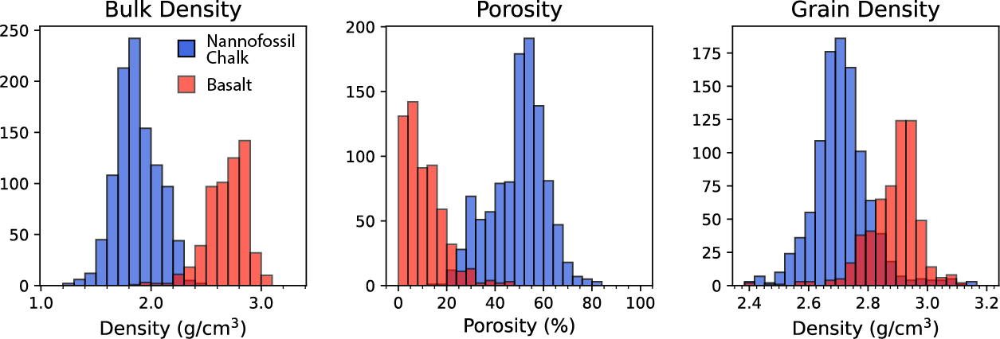 Bulk Density
250
200
150
100
50
0
1.0 2.0 3.0
Density (g/cm³)
Nannofossil
Chalk
Basalt
Porosity
200
150
100
50
0
0 20 40 60 80 100
Porosity (%)
Grain Density
175
150
125
100
75
50
25
0
2.4 2.6 2.8 3.0 3.2
Density (g/cm³)